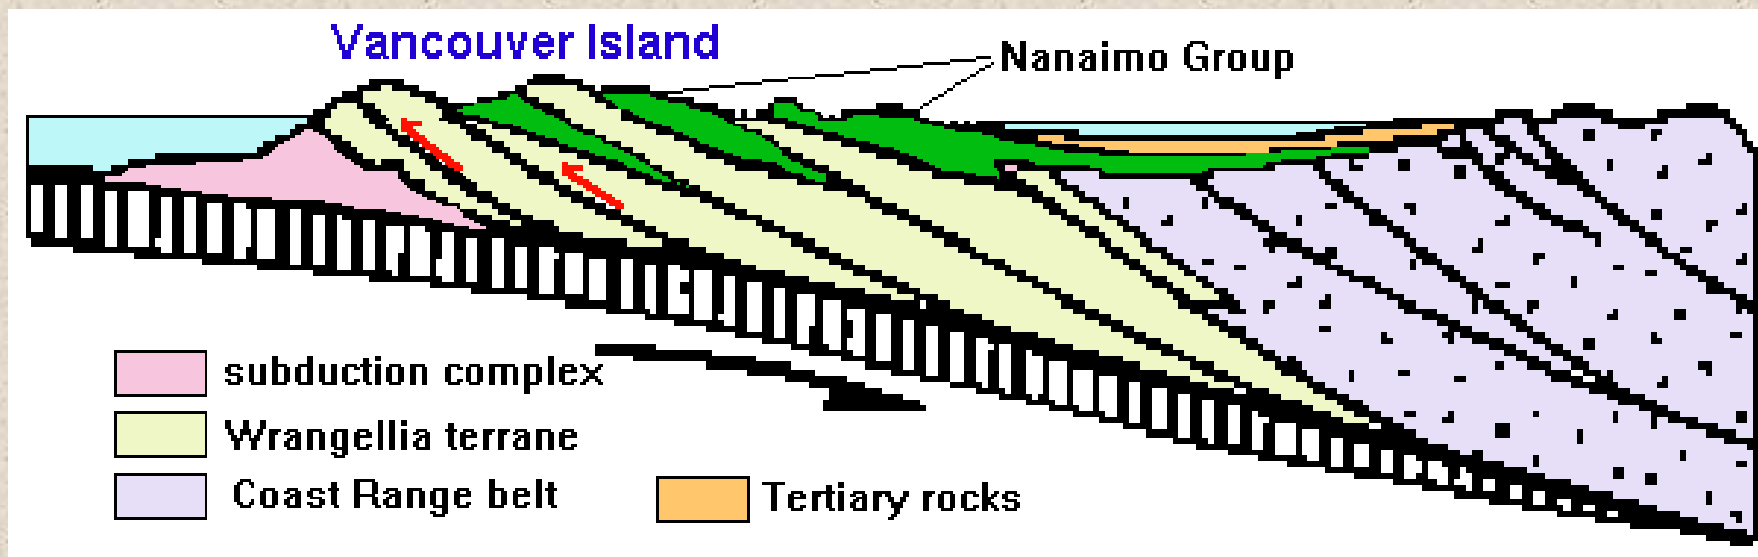 Vancouver Island
Nanaimo Group
subduction complex
Wrangellia terrane
Coast Range belt
Tertiary rocks